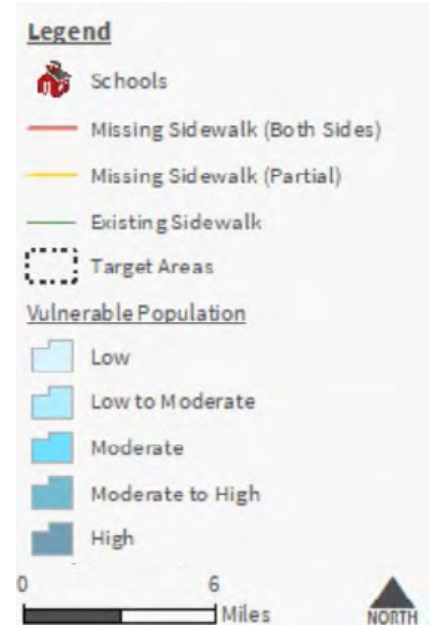 Legend
Schools
Missing Sidewalk (Both Sides)
Missing Sidewalk (Partial)
Existing Sidewalk
Target Areas
Vulnerable Population
Low
Low to Moderate
Moderate
Moderate to High
High
0 6
Miles
NORTH